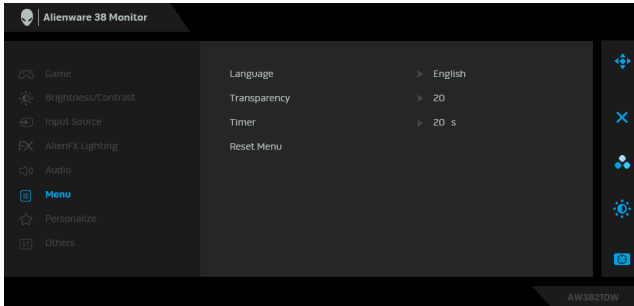 Alienware 38 Monitor
Game
Brightness/Contrast
Input Source
AlienFX Lighting
Audio
Menu
Personalize
Others
Language English
Transparency 20
Timer 20 s
Reset Menu
AW3821DW